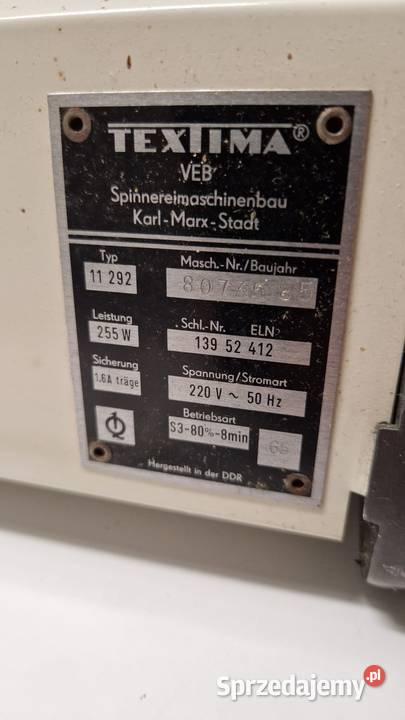 TEXTIMA®
VEB
Spinnereimaschinenbau
Karl-Marx-Stadt
Typ
11 292
Masch.-Nr./Baujahr
Leistung
255 W
Schl.-Nr. ELN
139 52 412
Sicherung
1,6A träge
Spannung/Stromart
220 V ~ 50 Hz
Betriebsart
S3-80%-8min
65
Hergestellt in der DDR
Sprzedajemy.pl